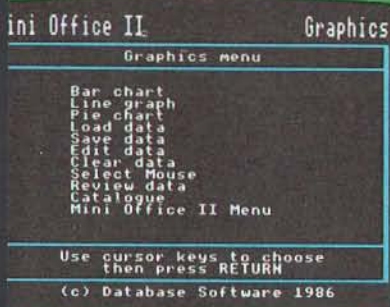 ini Office II Graphics
Graphics menu
Bar chart
Line graph
Pie chart
Load data
Save data
Edit data
Clear data
Select Mouse
Review data
Catalogue
Mini Office II Menu
Use cursor keys to choose
then press RETURN
(c) Database Software 1986